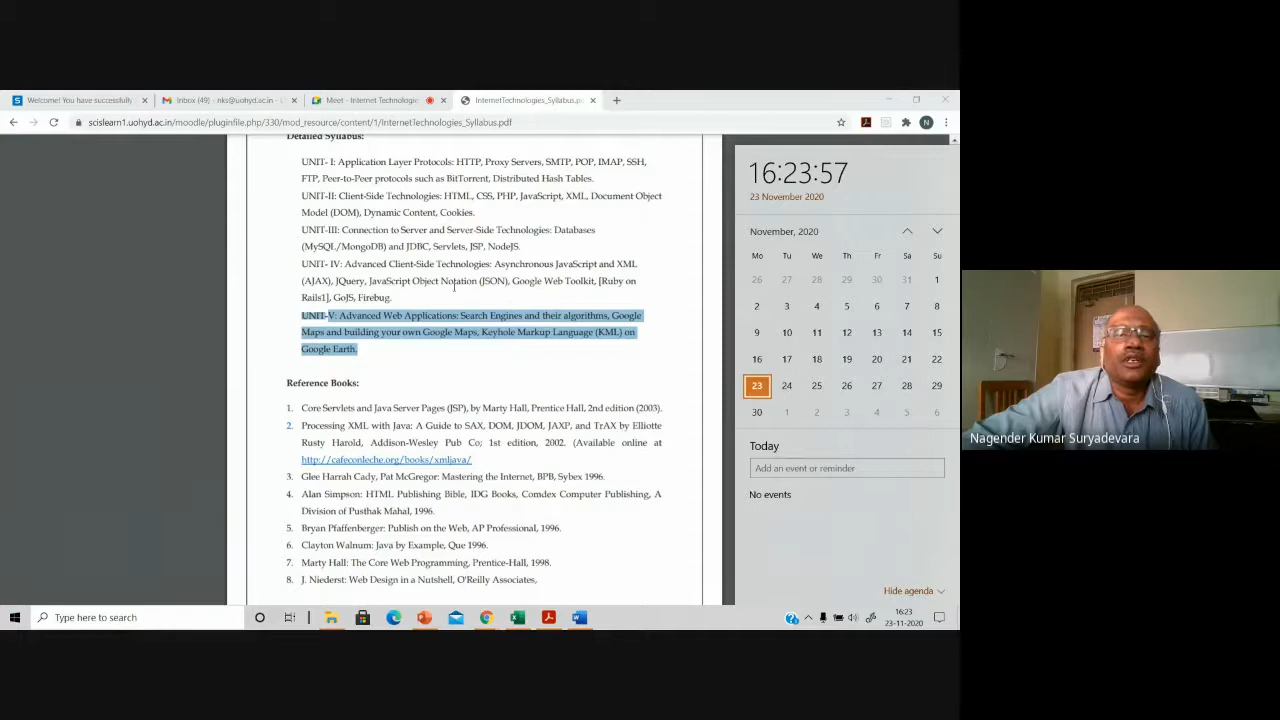 Welcome! You have successfully
Inbox (49) - nks@uohyd.ac.in - U
Meet - Internet Technologies
InternetTechnologies_Syllabus.p
scislearn1.uohyd.ac.in/moodle/pluginfile.php/330/mod_resource/content/1/InternetTechnologies_Syllabus.pdf
N
Detailed Syllabus:
UNIT- I: Application Layer Protocols: HTTP, Proxy Servers, SMTP, POP, IMAP, SSH,
FTP, Peer-to-Peer protocols such as BitTorrent, Distributed Hash Tables.
UNIT-II: Client-Side Technologies: HTML, CSS, PHP, JavaScript, XML, Document Object
Model (DOM), Dynamic Content, Cookies.
UNIT-III: Connection to Server and Server-Side Technologies: Databases
(MySQL/MongoDB) and JDBC, Servlets, JSP, NodeJS.
UNIT- IV: Advanced Client-Side Technologies: Asynchronous JavaScript and XML
(AJAX), JQuery, JavaScript Object Notation (JSON), Google Web Toolkit, [Ruby on
Rails1], GoJS, Firebug.
UNIT-V: Advanced Web Applications: Search Engines and their algorithms, Google
Maps and building your own Google Maps, Keyhole Markup Language (KML) on
Google Earth.
Reference Books:
1. Core Servlets and Java Server Pages (JSP), by Marty Hall, Prentice Hall, 2nd edition (2003).
2. Processing XML with Java: A Guide to SAX, DOM, JDOM, JAXP, and TrAX by Elliotte
Rusty Harold, Addison-Wesley Pub Co; 1st edition, 2002. (Available online at
http://cafeconleche.org/books/xmljava/
3. Glee Harrah Cady, Pat McGregor: Mastering the Internet, BPB, Sybex 1996.
4. Alan Simpson: HTML Publishing Bible, IDG Books, Comdex Computer Publishing, A
Division of Pusthak Mahal, 1996.
5. Bryan Pfaffenberger: Publish on the Web, AP Professional, 1996.
6. Clayton Walnum: Java by Example, Que 1996.
7. Marty Hall: The Core Web Programming, Prentice-Hall, 1998.
8. J. Niederst: Web Design in a Nutshell, O'Reilly Associates,
16:23:57
23 November 2020
November, 2020
Mo Tu We Th Fr Sa Su
26 27 28 29 30 31 1
2 3 4 5 6 7 8
9 10 11 12 13 14 15
16 17 18 19 20 21 22
23 24 25 26 27 28 29
30 1 2 3 4 5 6
Today
Add an event or reminder
No events
Hide agenda
Type here to search
16:23
23-11-2020
Nagender Kumar Suryadevara